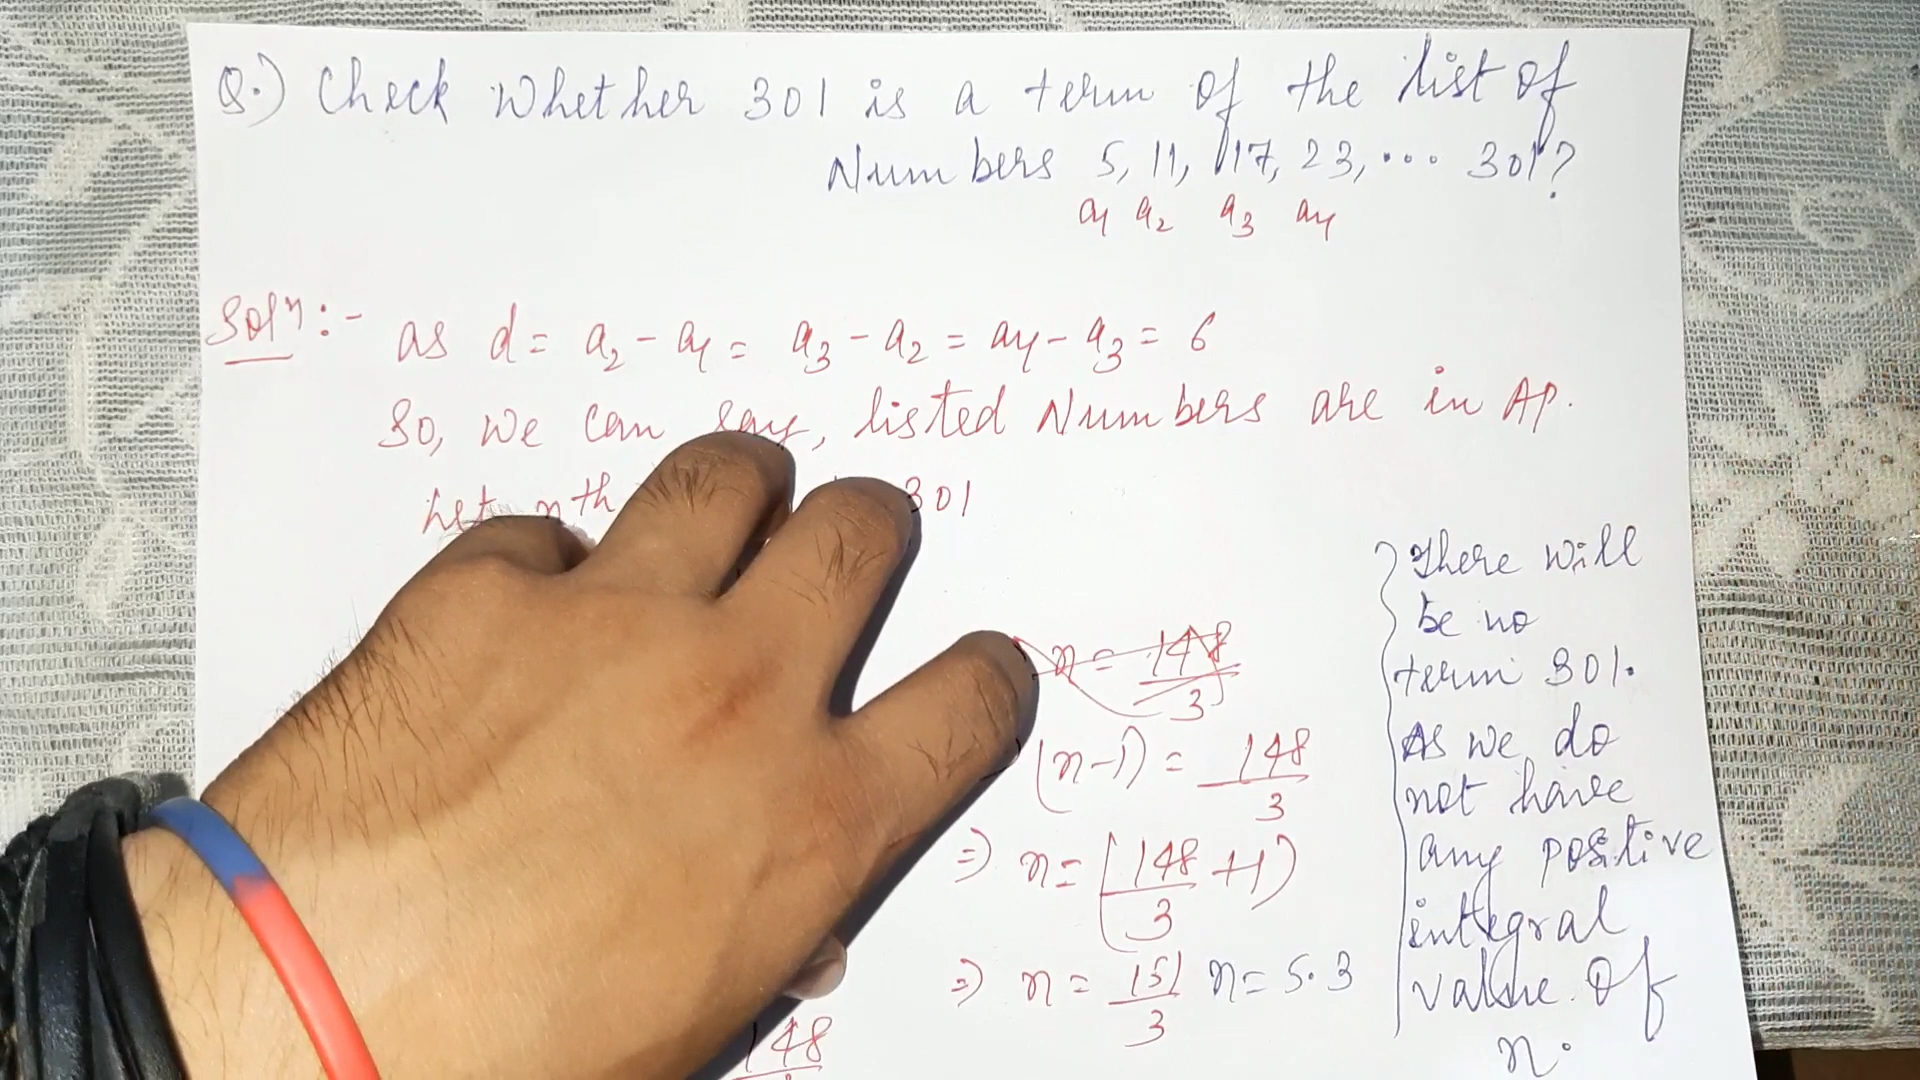 Q.) Check Whether 301 is a term of the list of
Numbers 5, 11, 17, 23, ... 301?
a1 a2 a3 a4
Solⁿ :- as d = a2 - a1 = a3 - a2 = a4 - a3 = 6
So, we can say, listed Numbers are in AP.
Let nth 301
n = 148/3
(n-1) = 148/3
=) n = (148/3 + 1)
=) n = 151/3 n = 5.3
148
There will
be no
term 301.
As we do
not have
any positive
integral
value of
n.